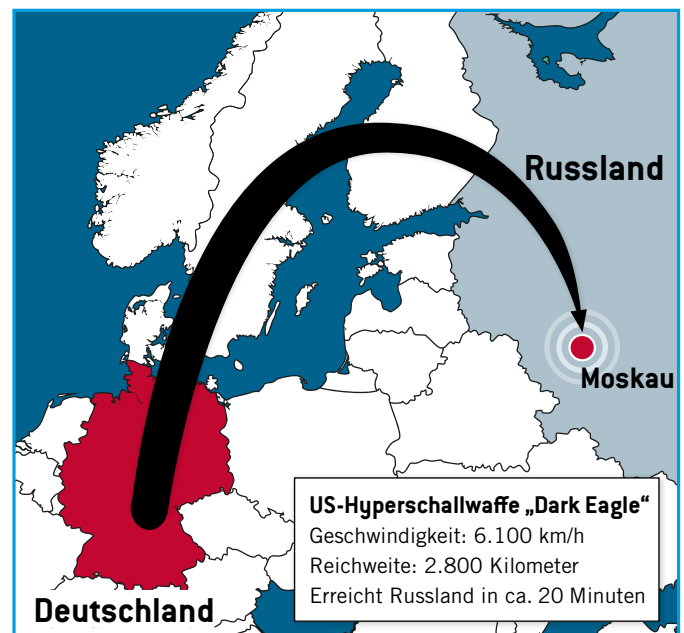 Russland
Moskau
US-Hyperschallwaffe „Dark Eagle“
Geschwindigkeit: 6.100 km/h
Reichweite: 2.800 Kilometer
Erreicht Russland in ca. 20 Minuten
Deutschland